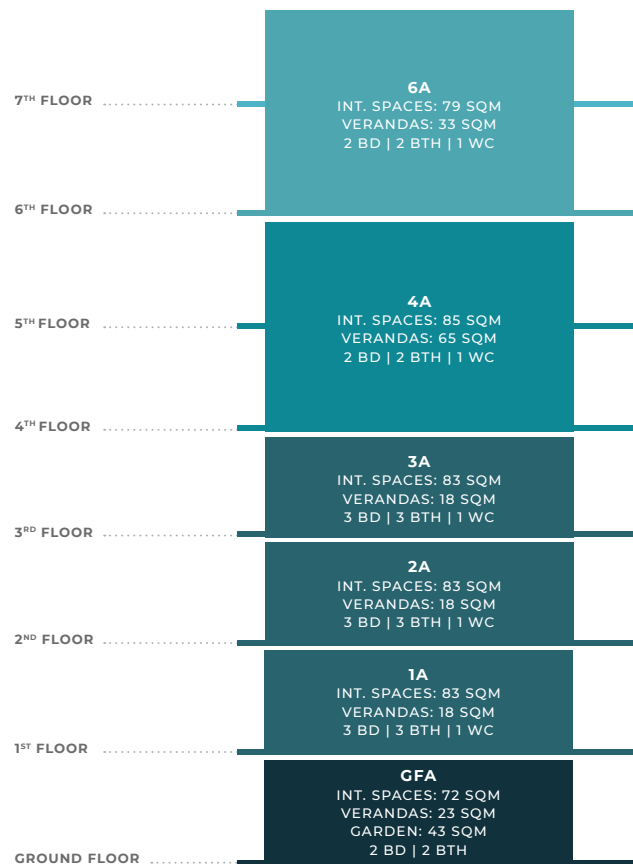 7TH FLOOR
6A
INT. SPACES: 79 SQM
VERANDAS: 33 SQM
2 BD | 2 BTH | 1 WC
6TH FLOOR
5TH FLOOR
4A
INT. SPACES: 85 SQM
VERANDAS: 65 SQM
2 BD | 2 BTH | 1 WC
4TH FLOOR
3A
INT. SPACES: 83 SQM
VERANDAS: 18 SQM
3 BD | 3 BTH | 1 WC
3RD FLOOR
2A
INT. SPACES: 83 SQM
VERANDAS: 18 SQM
3 BD | 3 BTH | 1 WC
2ND FLOOR
1A
INT. SPACES: 83 SQM
VERANDAS: 18 SQM
3 BD | 3 BTH | 1 WC
1ST FLOOR
GFA
INT. SPACES: 72 SQM
VERANDAS: 23 SQM
GARDEN: 43 SQM
2 BD | 2 BTH
GROUND FLOOR